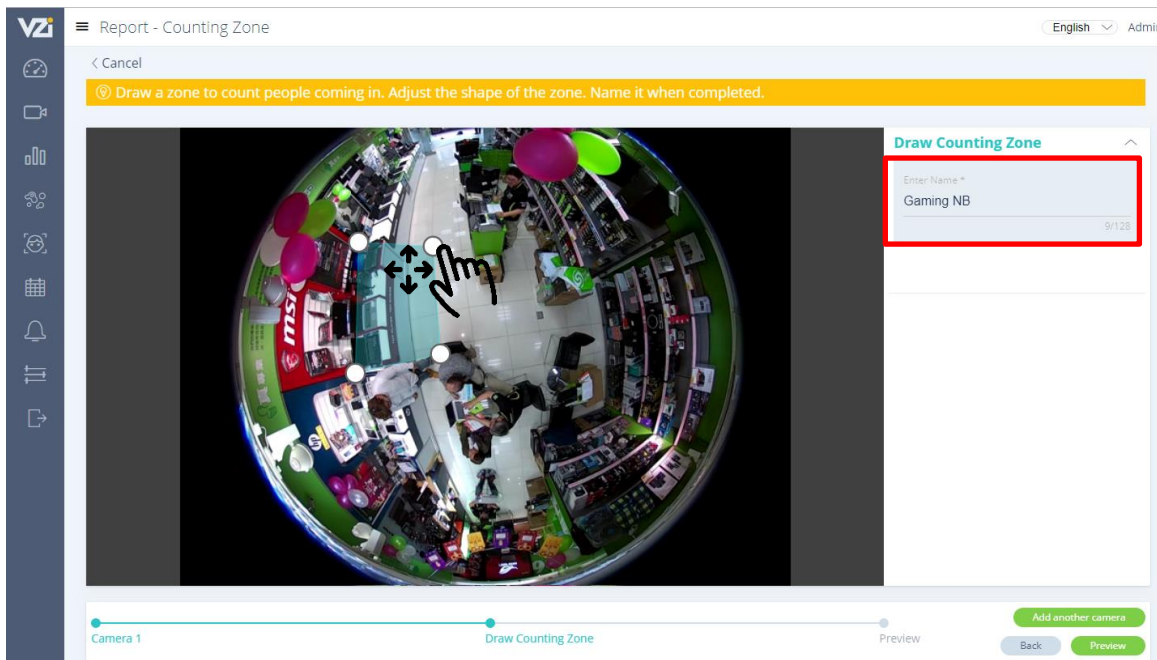 VZi
Report - Counting Zone
English
Admi
< Cancel
Draw a zone to count people coming in. Adjust the shape of the zone. Name it when completed.
Draw Counting Zone
Enter Name *
Gaming NB
9/128
msi
hp
Camera 1
Draw Counting Zone
Preview
Add another camera
Back
Preview